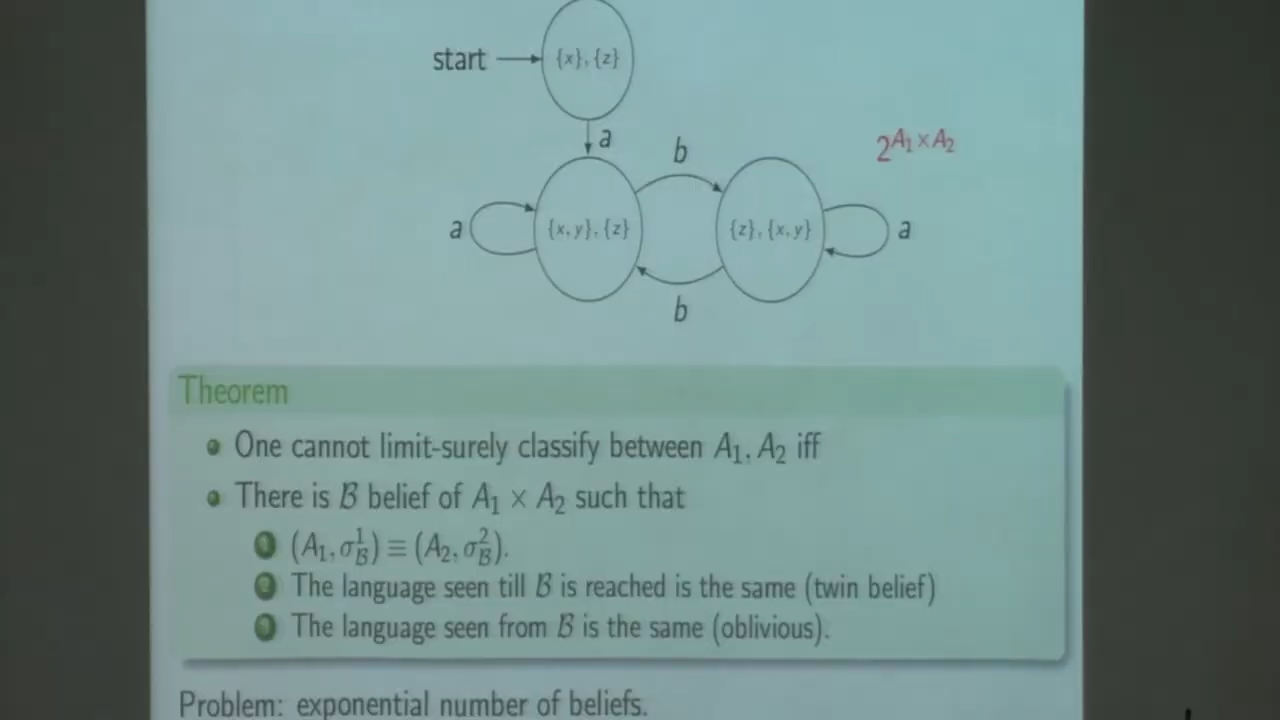 start
{x}, {z}
a
b
2^{A₁×A₂}
a
{x, y}, {z}
{z}, {x, y}
a
b
Theorem
One cannot limit-surely classify between A₁, A₂ iff
There is ℬ belief of A₁ × A₂ such that
(A₁, σ¹_ℬ) ≡ (A₂, σ²_ℬ).
The language seen till ℬ is reached is the same (twin belief)
The language seen from ℬ is the same (oblivious).
Problem: exponential number of beliefs.